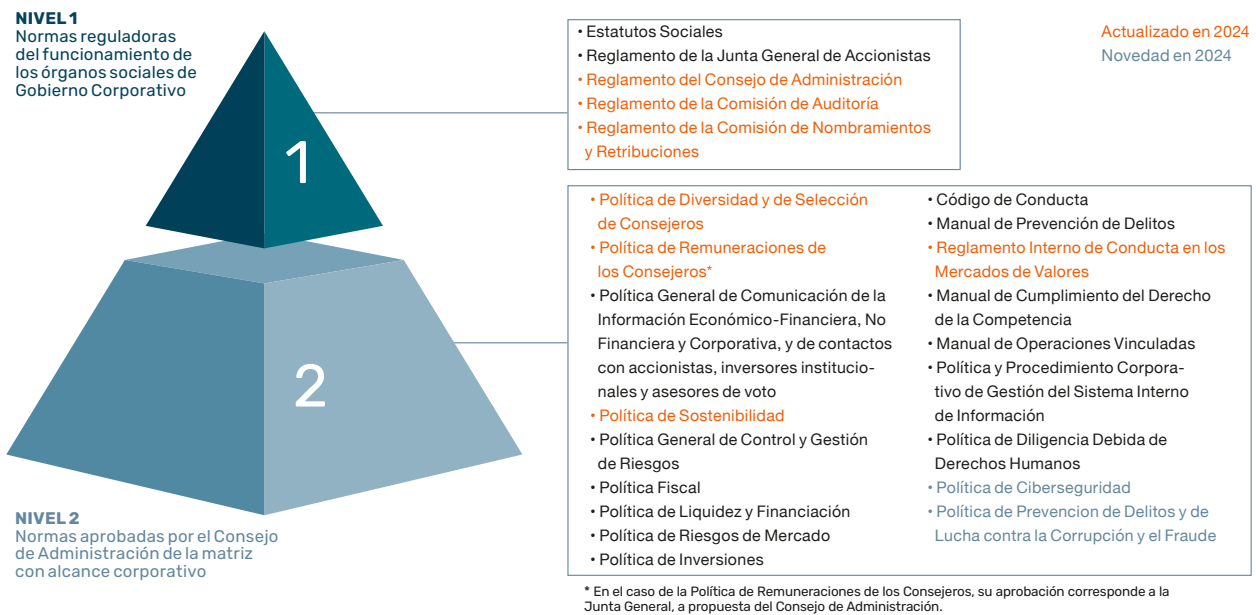 NIVEL 1
Normas reguladoras
del funcionamiento de
los órganos sociales de
Gobierno Corporativo
1
• Estatutos Sociales
• Reglamento de la Junta General de Accionistas
• Reglamento del Consejo de Administración
• Reglamento de la Comisión de Auditoría
• Reglamento de la Comisión de Nombramientos
y Retribuciones
Actualizado en 2024
Novedad en 2024
2
NIVEL 2
Normas aprobadas por el Consejo
de Administración de la matriz
con alcance corporativo
• Política de Diversidad y de Selección
de Consejeros
• Política de Remuneraciones de
los Consejeros*
• Política General de Comunicación de la
Información Económico-Financiera, No
Financiera y Corporativa, y de contactos
con accionistas, inversores institucio-
nales y asesores de voto
• Política de Sostenibilidad
• Política General de Control y Gestión
de Riesgos
• Política Fiscal
• Política de Liquidez y Financiación
• Política de Riesgos de Mercado
• Política de Inversiones
• Código de Conducta
• Manual de Prevención de Delitos
• Reglamento Interno de Conducta en los
Mercados de Valores
• Manual de Cumplimiento del Derecho
de la Competencia
• Manual de Operaciones Vinculadas
• Política y Procedimiento Corpora-
tivo de Gestión del Sistema Interno
de Información
• Política de Diligencia Debida de
Derechos Humanos
• Política de Ciberseguridad
• Política de Prevencion de Delitos y de
Lucha contra la Corrupción y el Fraude
* En el caso de la Política de Remuneraciones de los Consejeros, su aprobación corresponde a la
Junta General, a propuesta del Consejo de Administración.